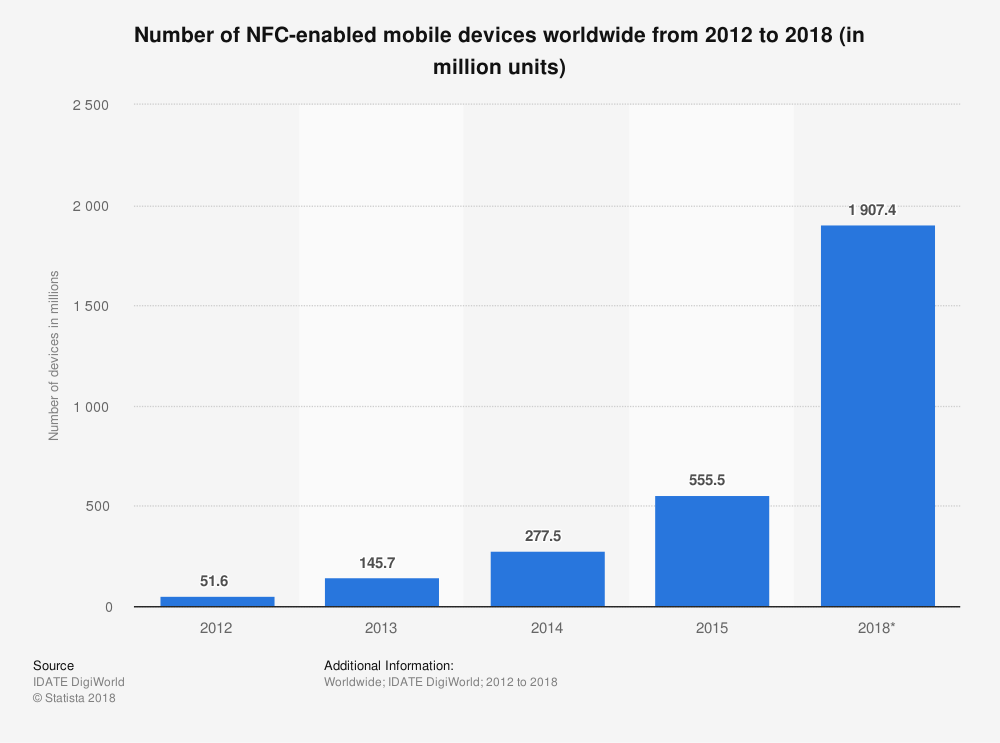 Number of NFC-enabled mobile devices worldwide from 2012 to 2018 (in
million units)
2 500
2 000
1 500
1 000
500
0
Number of devices in millions
51.6
145.7
277.5
555.5
1 907.4
2012
2013
2014
2015
2018*
Source
IDATE DigiWorld
© Statista 2018
Additional Information:
Worldwide; IDATE DigiWorld; 2012 to 2018